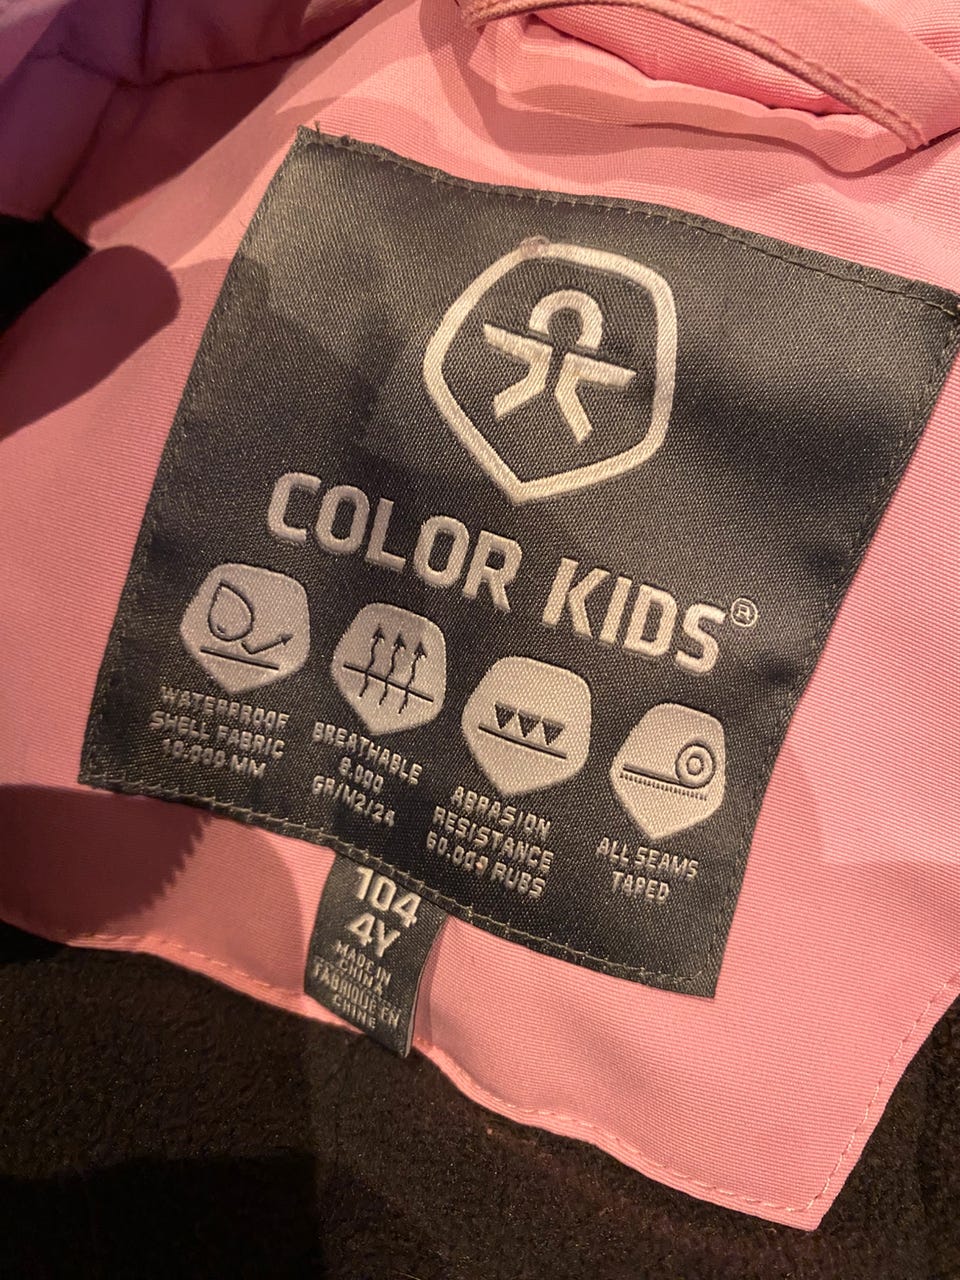 COLOR KIDS®
WATERPROOF
SHELL FABRIC
10.000 MM
BREATHABLE
8.000
GR/M2/24
ABRASION
RESISTANCE
60.000 RUBS
ALL SEAMS
TAPED
104
4Y
MADE IN
CHINA
FABRIQUE EN
CHINE